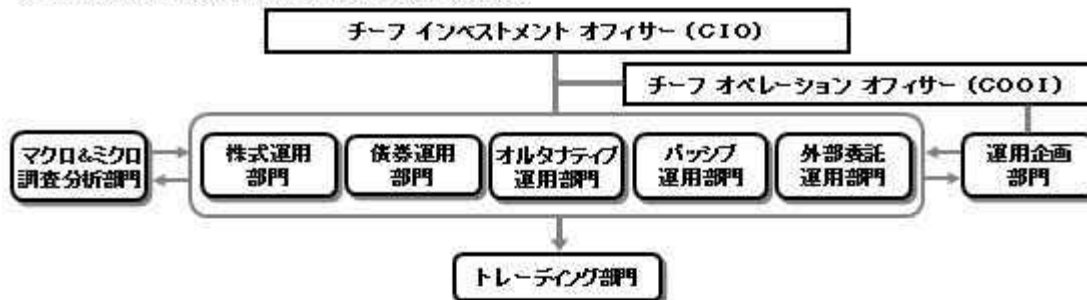 チーフ インベストメント オフィサー (CIO)
チーフ オペレーション オフィサー (COOI)
マクロ&ミクロ
調査分析部門
株式運用
部門
債券運用
部門
オルタナティブ
運用部門
パッシブ
運用部門
外部委託
運用部門
運用企画
部門
トレーディング部門